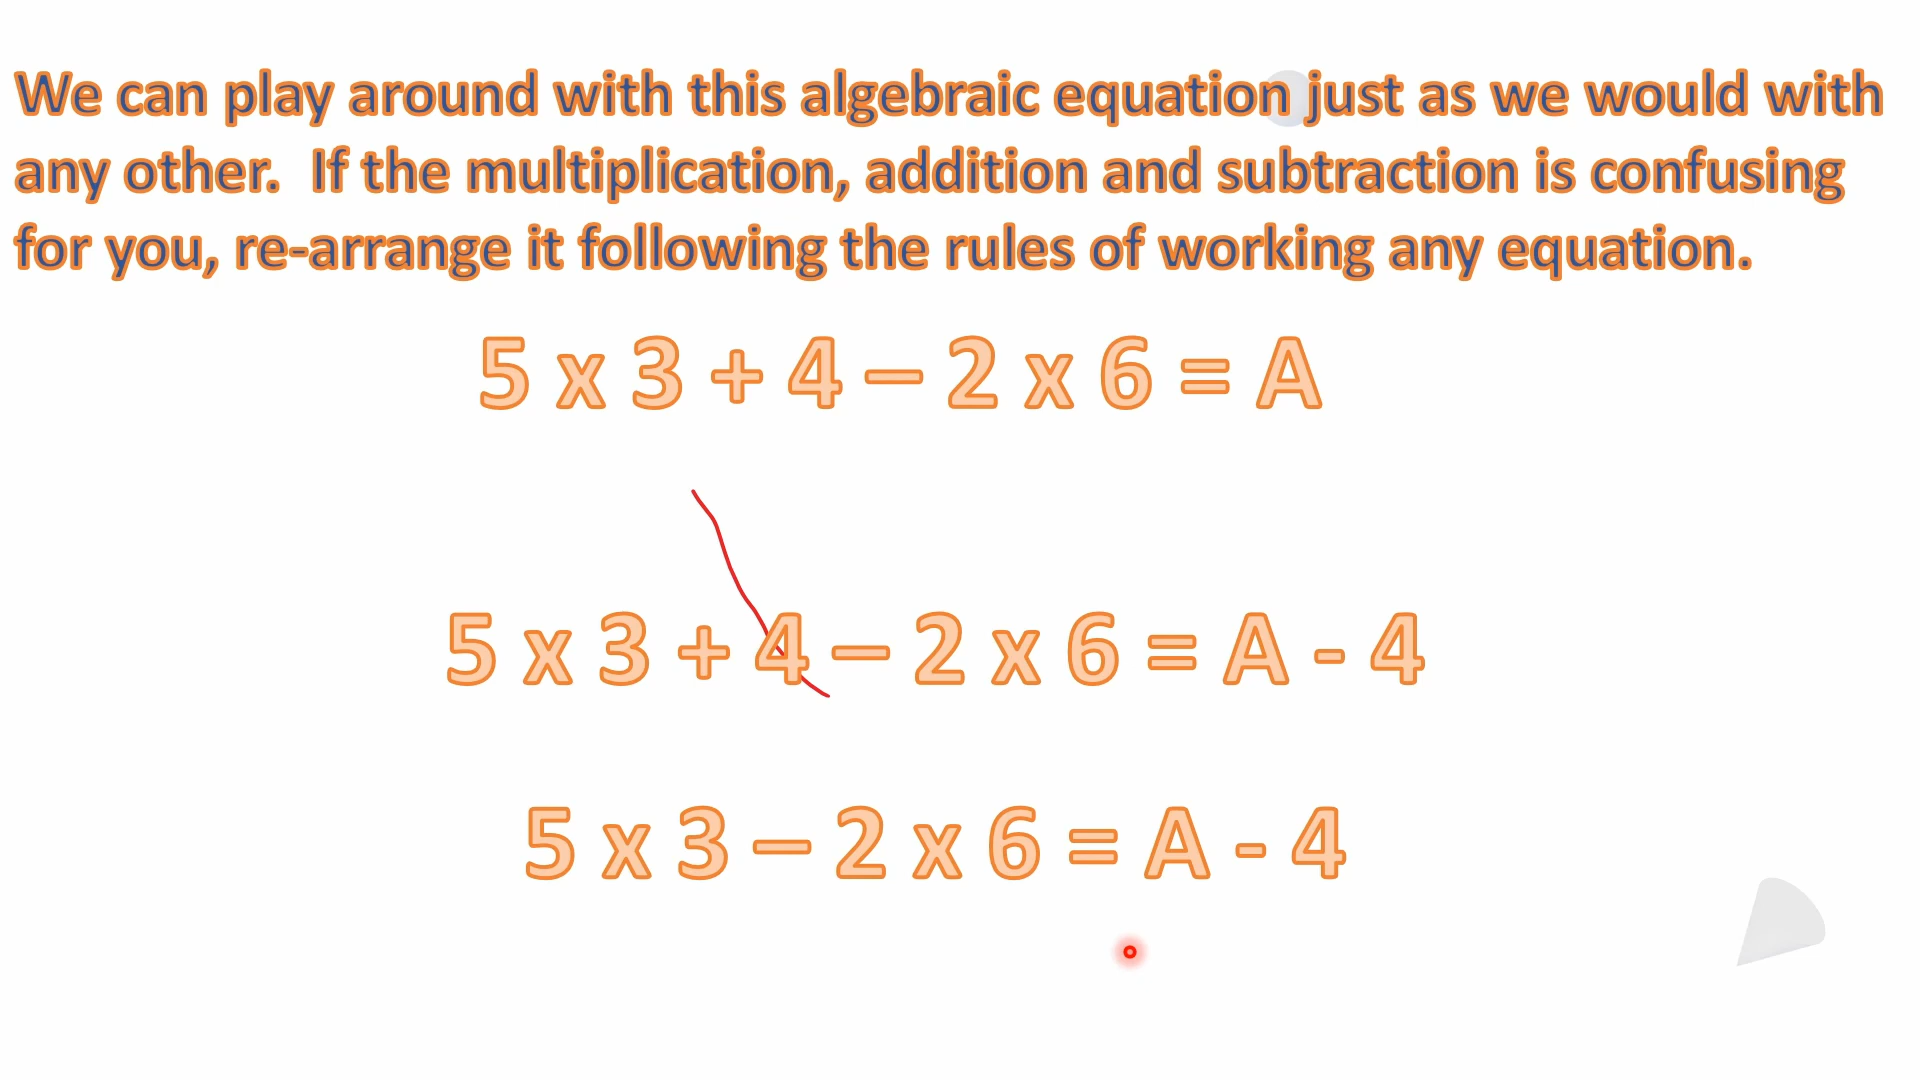 We can play around with this algebraic equation just as we would with
any other.  If the multiplication, addition and subtraction is confusing
for you, re-arrange it following the rules of working any equation.
5 x 3 + 4 – 2 x 6 = A
5 x 3 + 4 – 2 x 6 = A - 4
5 x 3 – 2 x 6 = A - 4